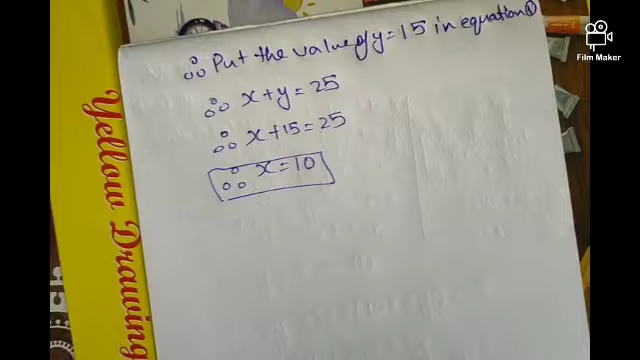 ∴ Put the value of y = 15 in equation ①
∴ x + y = 25
∴ x + 15 = 25
∴ x = 10
Yellow Drawing
Film Maker